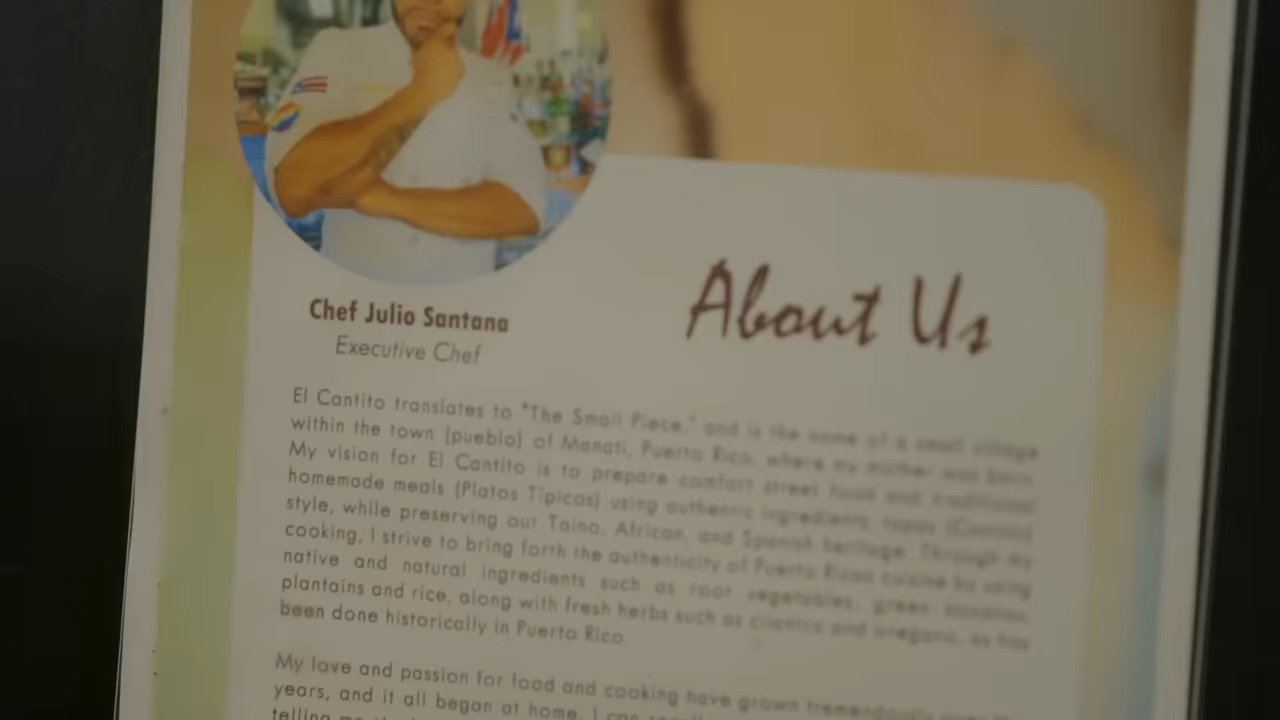 Chef Julio Santana
Executive Chef
About Us
El Cantito translates to "The Small Piece," and is the name of a small village
within the town (pueblo) of Manatí, Puerto Rico, where my mother was born.
My vision for El Cantito is to prepare comfort street food and traditional
homemade meals (Platos Típicos) using authentic ingredients, tapas (Cantito)
style, while preserving our Taino, African, and Spanish heritage. Through my
cooking, I strive to bring forth the authenticity of Puerto Rican cuisine by using
native and natural ingredients such as root vegetables, green bananas,
plantains and rice, along with fresh herbs such as cilantro and oregano, as has
been done historically in Puerto Rico.
My love and passion for food and cooking have grown tremendously over
years, and it all began at home. I can
telling me